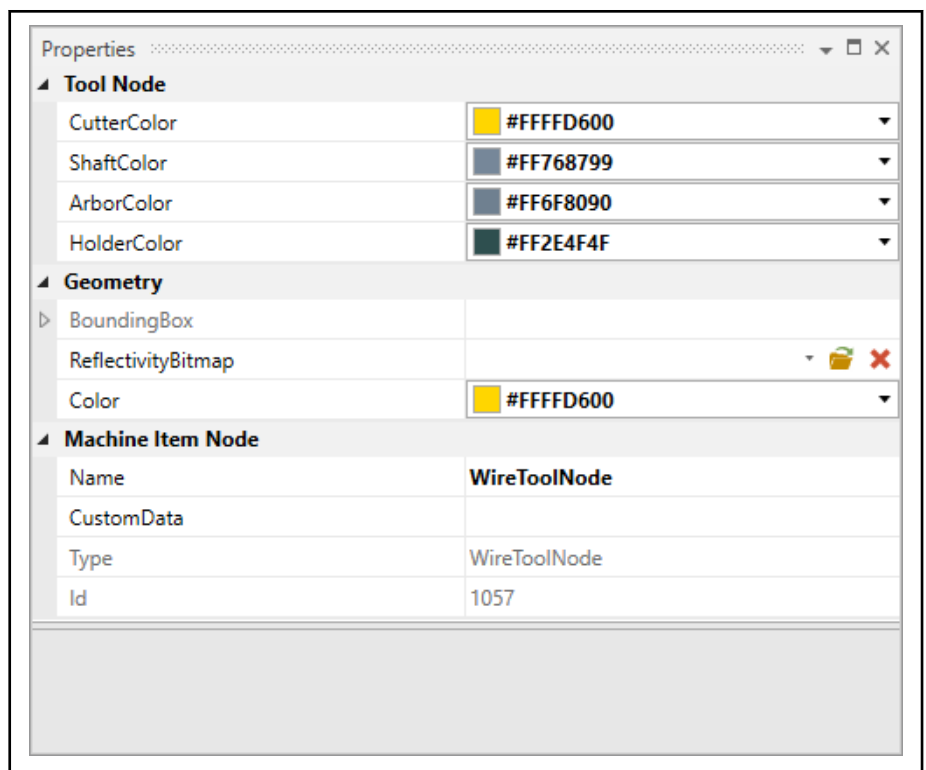 Properties
Tool Node
CutterColor #FFFFD600
ShaftColor #FF768799
ArborColor #FF6F8090
HolderColor #FF2E4F4F
Geometry
BoundingBox
ReflectivityBitmap
Color #FFFFD600
Machine Item Node
Name WireToolNode
CustomData
Type WireToolNode
Id 1057